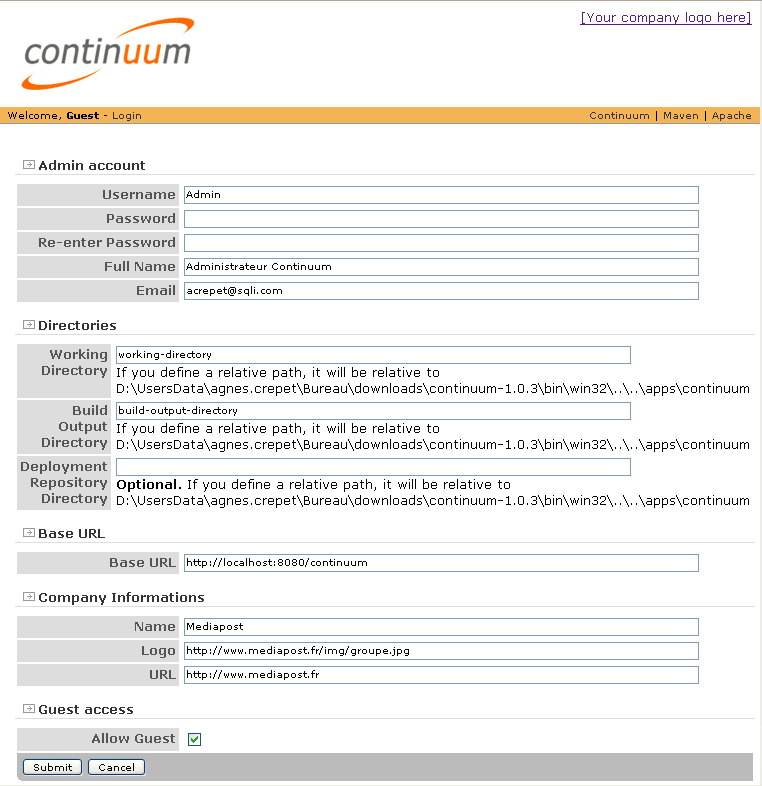 [Your company logo here]
continuum
Welcome, Guest - Login
Continuum | Maven | Apache
Admin account
Username Admin
Password
Re-enter Password
Full Name Administrateur Continuum
Email acrepet@sqli.com
Directories
Working Directory working-directory
If you define a relative path, it will be relative to
D:\UsersData\agnes.crepet\Bureau\downloads\continuum-1.0.3\bin\win32\..\..\apps\continuum
Build Output Directory build-output-directory
If you define a relative path, it will be relative to
D:\UsersData\agnes.crepet\Bureau\downloads\continuum-1.0.3\bin\win32\..\..\apps\continuum
Deployment Repository Directory
Optional. If you define a relative path, it will be relative to
D:\UsersData\agnes.crepet\Bureau\downloads\continuum-1.0.3\bin\win32\..\..\apps\continuum
Base URL
Base URL http://localhost:8080/continuum
Company Informations
Name Mediapost
Logo http://www.mediapost.fr/img/groupe.jpg
URL http://www.mediapost.fr
Guest access
Allow Guest
Submit Cancel